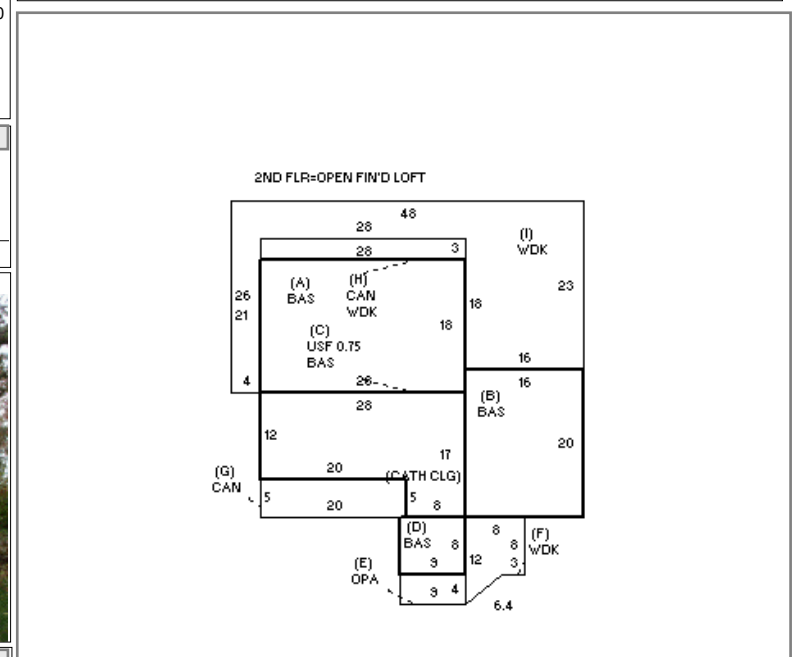 2ND FLR=OPEN FIN'D LOFT
48
28
(I)
WDK
28
3
(A)
BAS
(H)
CAN
WDK
26
21
18
23
(C)
USF 0.75
BAS
18
16
4
28
16
28
(B)
BAS
12
20
17
(CATH CLG)
20
(G)
CAN
5
20
5
8
(D)
BAS
8
8
8
(F)
WDK
9
12
3
(E)
OPA
9
4
6.4